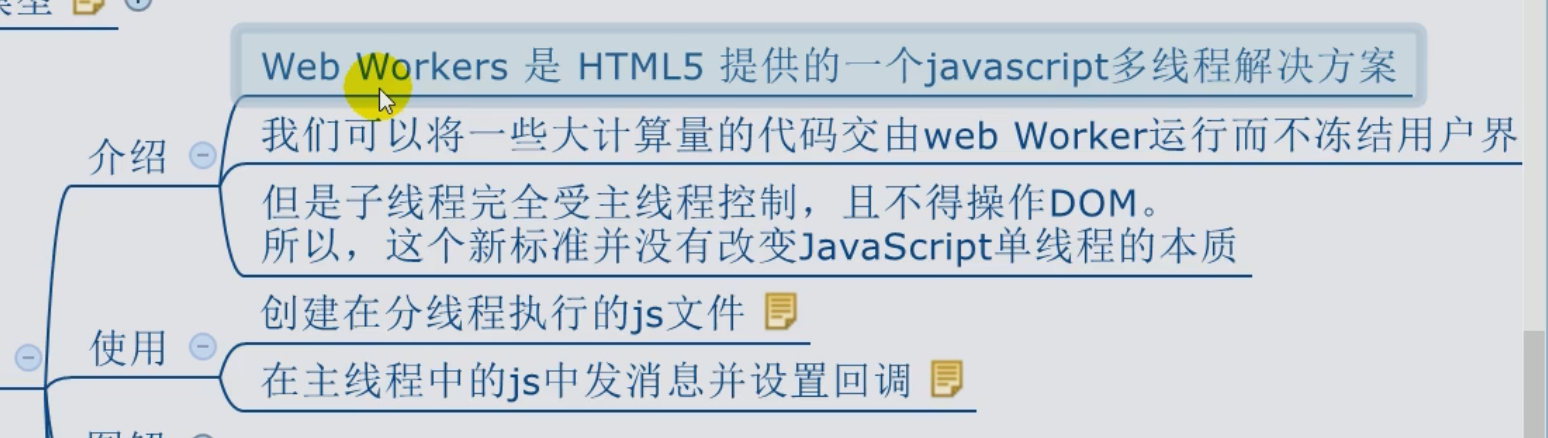 型
介绍
Web Workers 是 HTML5 提供的一个javascript多线程解决方案
我们可以将一些大计算量的代码交由web Worker运行而不冻结用户界
但是子线程完全受主线程控制，且不得操作DOM。
所以，这个新标准并没有改变JavaScript单线程的本质
使用
创建在分线程执行的js文件
在主线程中的js中发消息并设置回调
图解